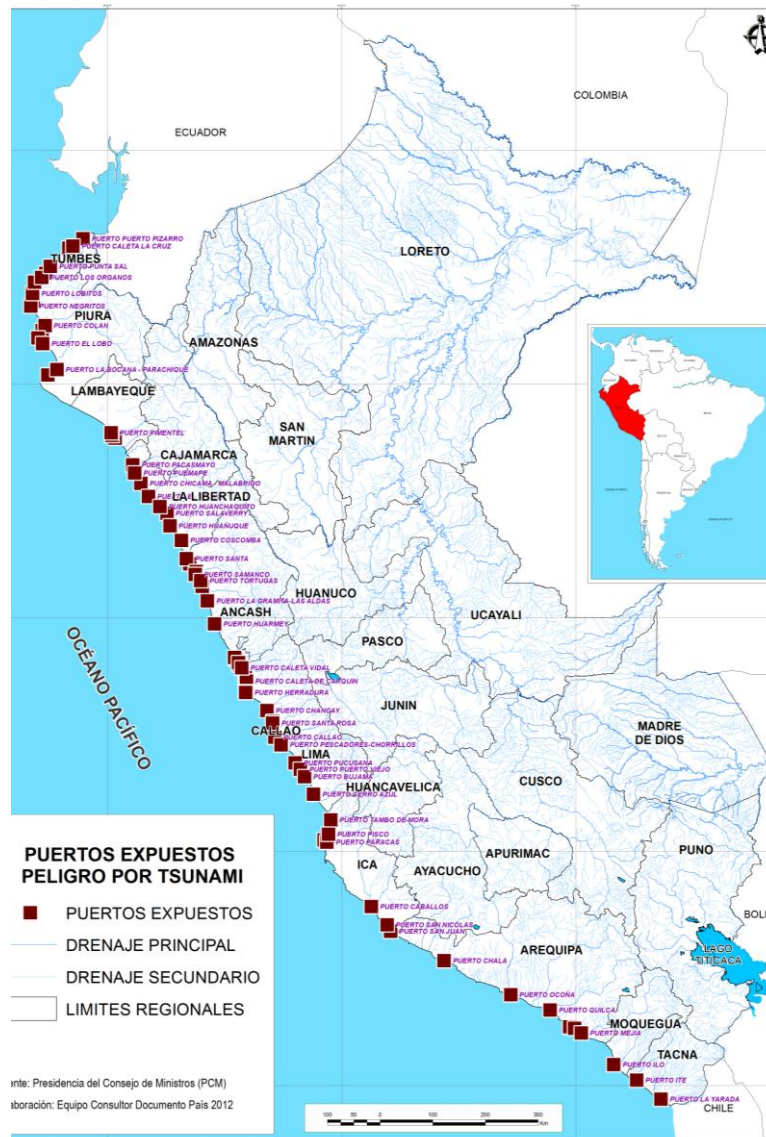 COLOMBIA
ECUADOR
PUERTO PUERTO PIZARRO
PUERTO CALETA LA CRUZ
TUMBES
PUERTO PUNTA SAL
PUERTO LOS ORGANOS
PUERTO LOBITOS
PUERTO NEGRITOS
PIURA
PUERTO COLAN
PUERTO EL LOBO
PUERTO LA BOCANA - PARACHIQUE
LORETO
AMAZONAS
LAMBAYEQUE
SAN
MARTIN
PUERTO PIMENTEL
CAJAMARCA
PUERTO PACASMAYO
PUERTO PUEMAPE
PUERTO CHICAMA - MALABRIGO
LA LIBERTAD
PUERTO HUANCHAQUITO
PUERTO SALAVERRY
PUERTO HUAÑUQUE
PUERTO COSCOMBA
PUERTO SANTA
PUERTO SAMANCO
PUERTO TORTUGAS
PUERTO LA GRAMITA-LAS ALDAS
HUANUCO
ANCASH
UCAYALI
PUERTO HUARMEY
PASCO
OCÉANO PACÍFICO
PUERTO CALETA VIDAL
PUERTO CALETA DE CARQUIN
PUERTO HERRADURA
JUNIN
PUERTO CHANCAY
PUERTO SANTA ROSA
CALLAO
PUERTO CALLAO
PUERTO PESCADORES-CHORRILLOS
MADRE
DE DIOS
LIMA
PUERTO PUCUSANA
PUERTO PUERTO VIEJO
PUERTO BUJAMA
HUANCAVELICA
CUSCO
PUERTO CERRO AZUL
PUERTO TAMBO DE MORA
PUERTO PISCO
PUERTO PARACAS
ICA
AYACUCHO
APURIMAC
PUNO
PUERTO CABALLOS
PUERTO SAN NICOLAS
PUERTO SAN JUAN
AREQUIPA
BOLI
LAGO
TITICACA
PUERTO CHALA
PUERTO OCOÑA
PUERTO QUILCA
MOQUEGUA
PUERTO MEJIA
TACNA
PUERTO ILO
PUERTO ITE
PUERTO LA YARADA
CHILE
PUERTOS EXPUESTOS
PELIGRO POR TSUNAMI
PUERTOS EXPUESTOS
DRENAJE PRINCIPAL
DRENAJE SECUNDARIO
LIMITES REGIONALES
ente: Presidencia del Consejo de Ministros (PCM)
aboración: Equipo Consultor Documento País 2012
100 50 0 100 200 300
Km